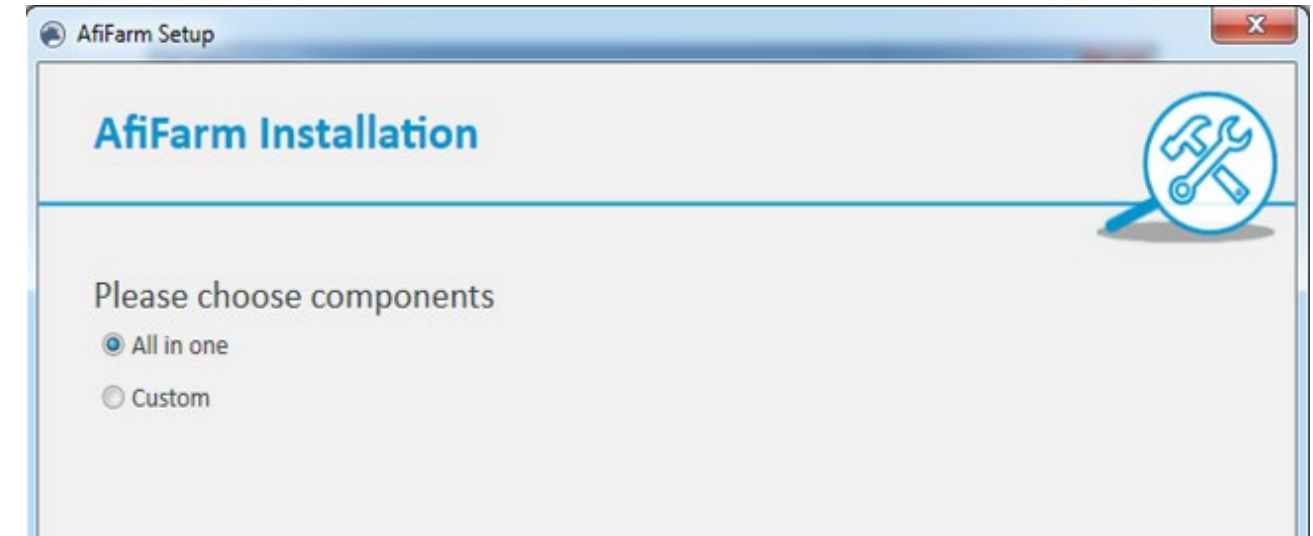 AfiFarm Setup
AfiFarm Installation
Please choose components
All in one
Custom